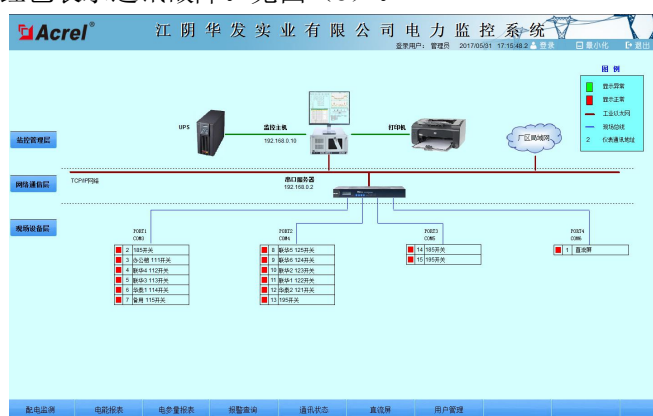 Acrel®
江阴华发实业有限公司电力监控系统
登录用户: 管理员 2017/05/31 17:15:48.2 登录 最小化 退出
图 例
显示异常
显示正常
工业以太网
现场总线
2 仪表通讯地址
UPS
监控主机
192.168.0.10
打印机
厂区局域网
监控管理层
网络通信层
TCP/IP网络
串口服务器
192.168.0.2
现场设备层
PORT1
COM3
2 185开关
3 办公楼 111开关
4 联华4 112开关
5 联华3 113开关
6 华惠1 114开关
7 备用 115开关
PORT2
COM4
8 联华5 125开关
9 联华6 124开关
10 联华2 123开关
11 联华1 122开关
12 华惠2 121开关
13 195开关
PORT3
COM5
14 185开关
15 195开关
PORT4
COM6
1 直流屏
配电监测 电能报表 电参量报表 报警查询 通讯状态 直流屏 用户管理